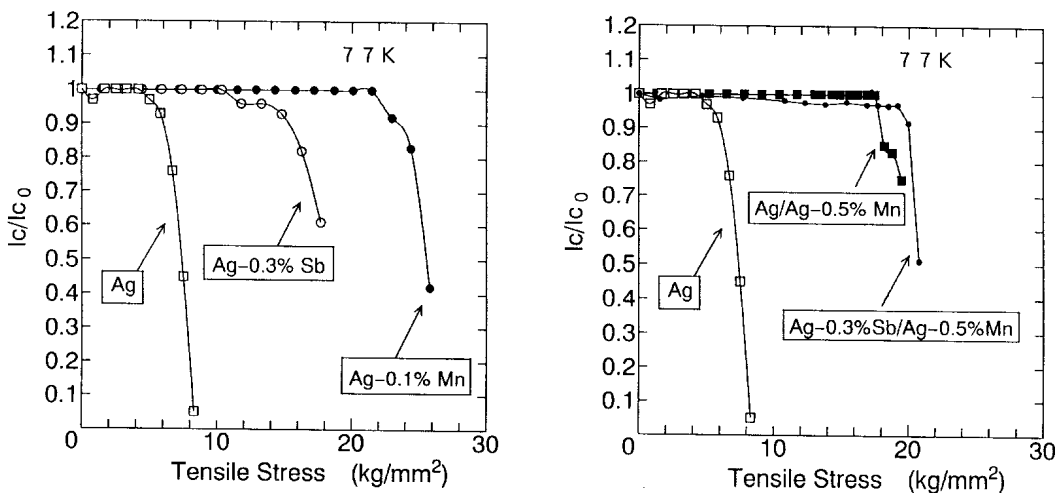 1.2
1.1
1
0.9
0.8
0.7
0.6
0.5
0.4
0.3
0.2
0.1
0
10
20
30
Ic/Ic₀
Tensile Stress (kg/mm²)
7 7 K
Ag
Ag–0.3% Sb
Ag–0.1% Mn
1.2
1.1
1
0.9
0.8
0.7
0.6
0.5
0.4
0.3
0.2
0.1
0
10
20
30
Ic/Ic₀
Tensile Stress (kg/mm²)
7 7 K
Ag/Ag–0.5% Mn
Ag
Ag–0.3%Sb/Ag–0.5%Mn